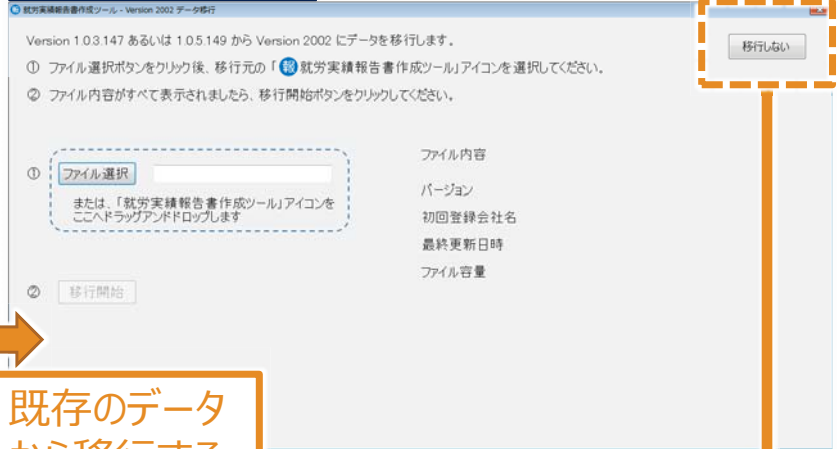 就労実績報告書作成ツール - Version 2002 データ移行
Version 1.0.3.147 あるいは 1.0.5.149 から Version 2002 にデータを移行します。
移行しない
① ファイル選択ボタンをクリック後、移行元の「報就労実績報告書作成ツール」アイコンを選択してください。
② ファイル内容がすべて表示されましたら、移行開始ボタンをクリックしてください。
① ファイル選択
または、「就労実績報告書作成ツール」アイコンを
ここへドラッグアンドドロップします
ファイル内容
バージョン
初回登録会社名
最終更新日時
ファイル容量
② 移行開始
既存のデータ
から移行する